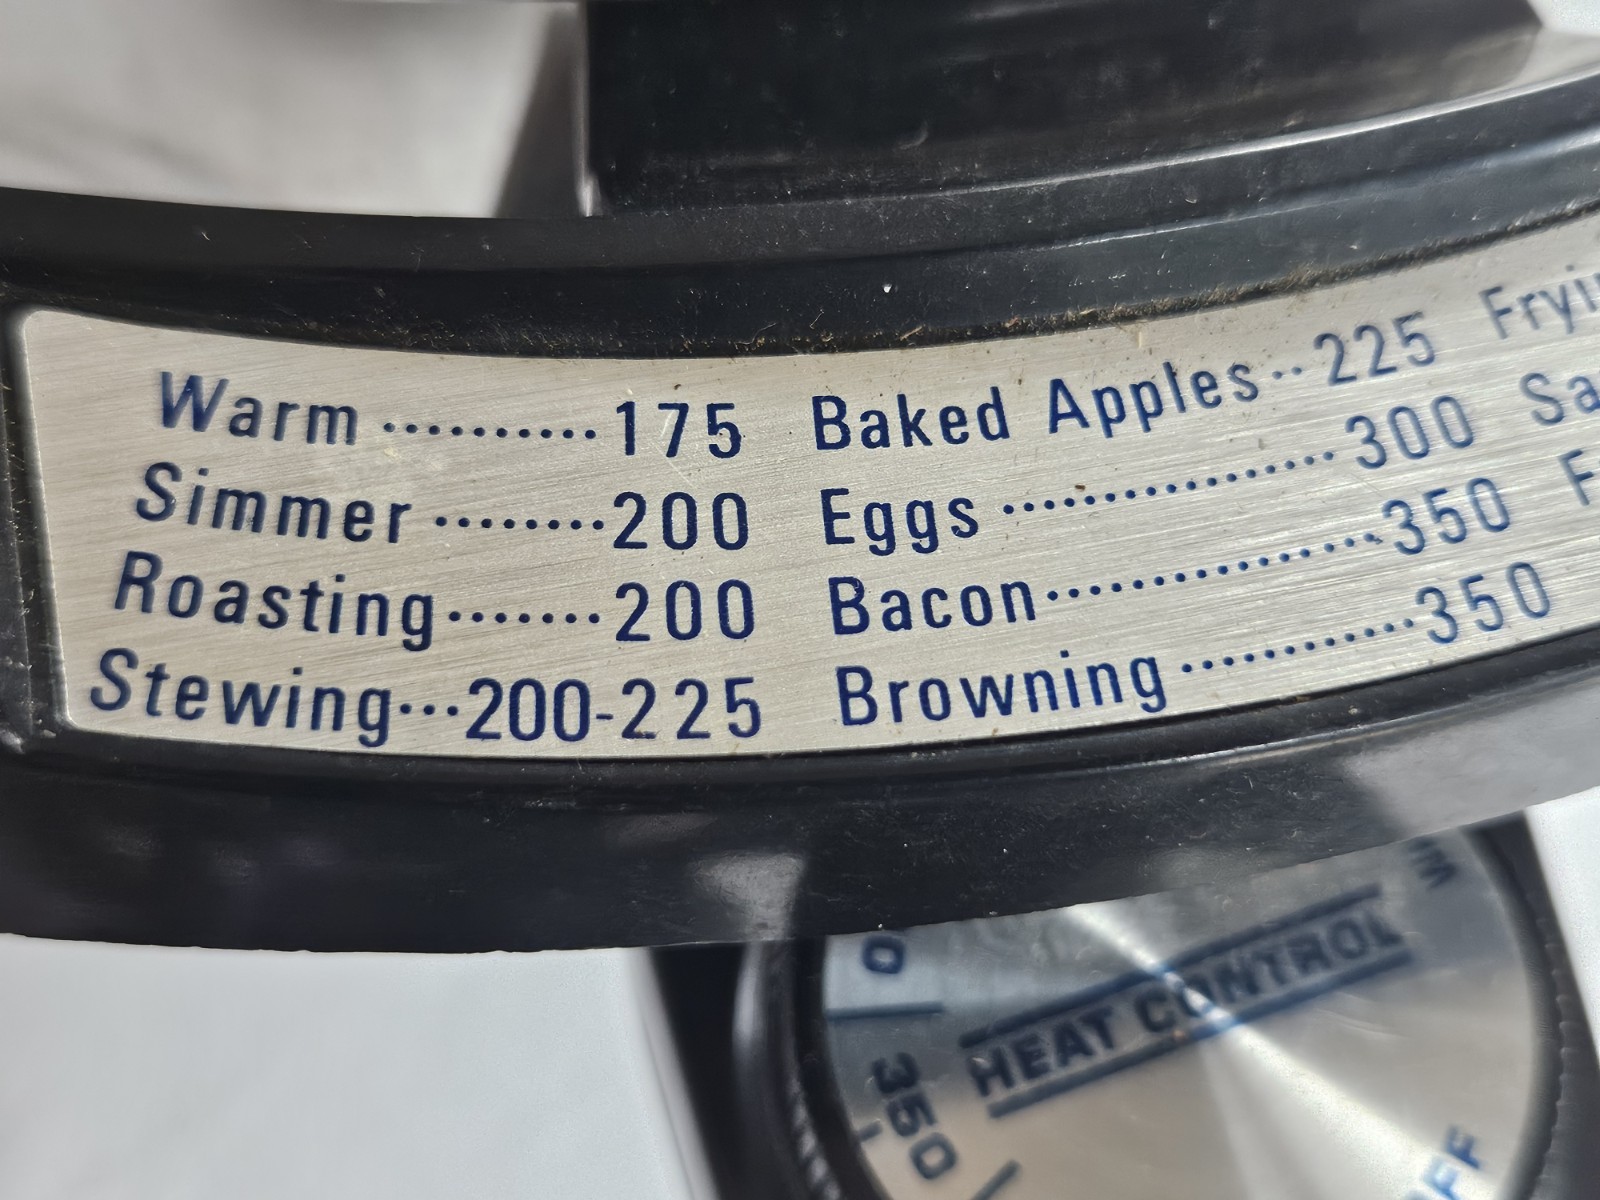 Warm ·········· 175 Baked Apples ·· 225
Simmer ········ 200 Eggs ················ 300
Roasting ······· 200 Bacon ················ 350
Stewing ··· 200-225 Browning ············ 350
HEAT CONTROL
350